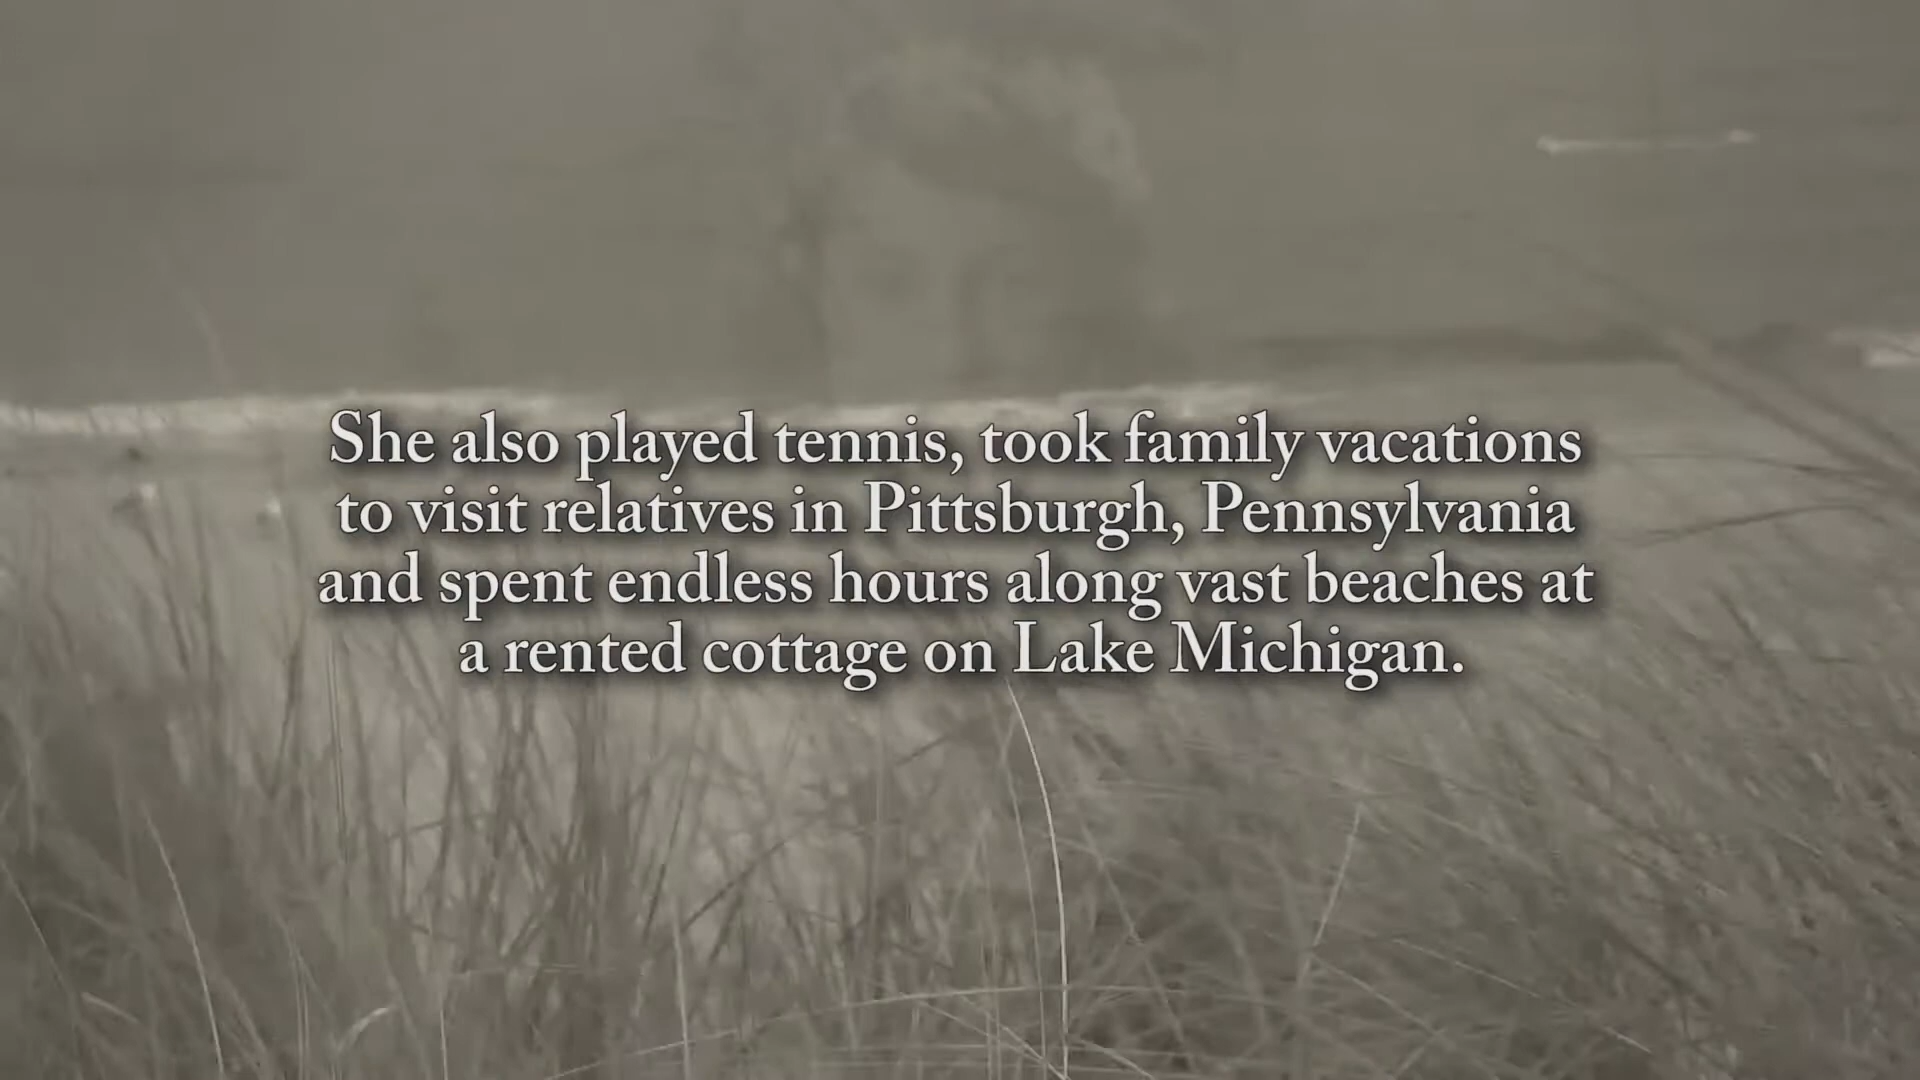 She also played tennis, took family vacations
to visit relatives in Pittsburgh, Pennsylvania
and spent endless hours along vast beaches at
a rented cottage on Lake Michigan.